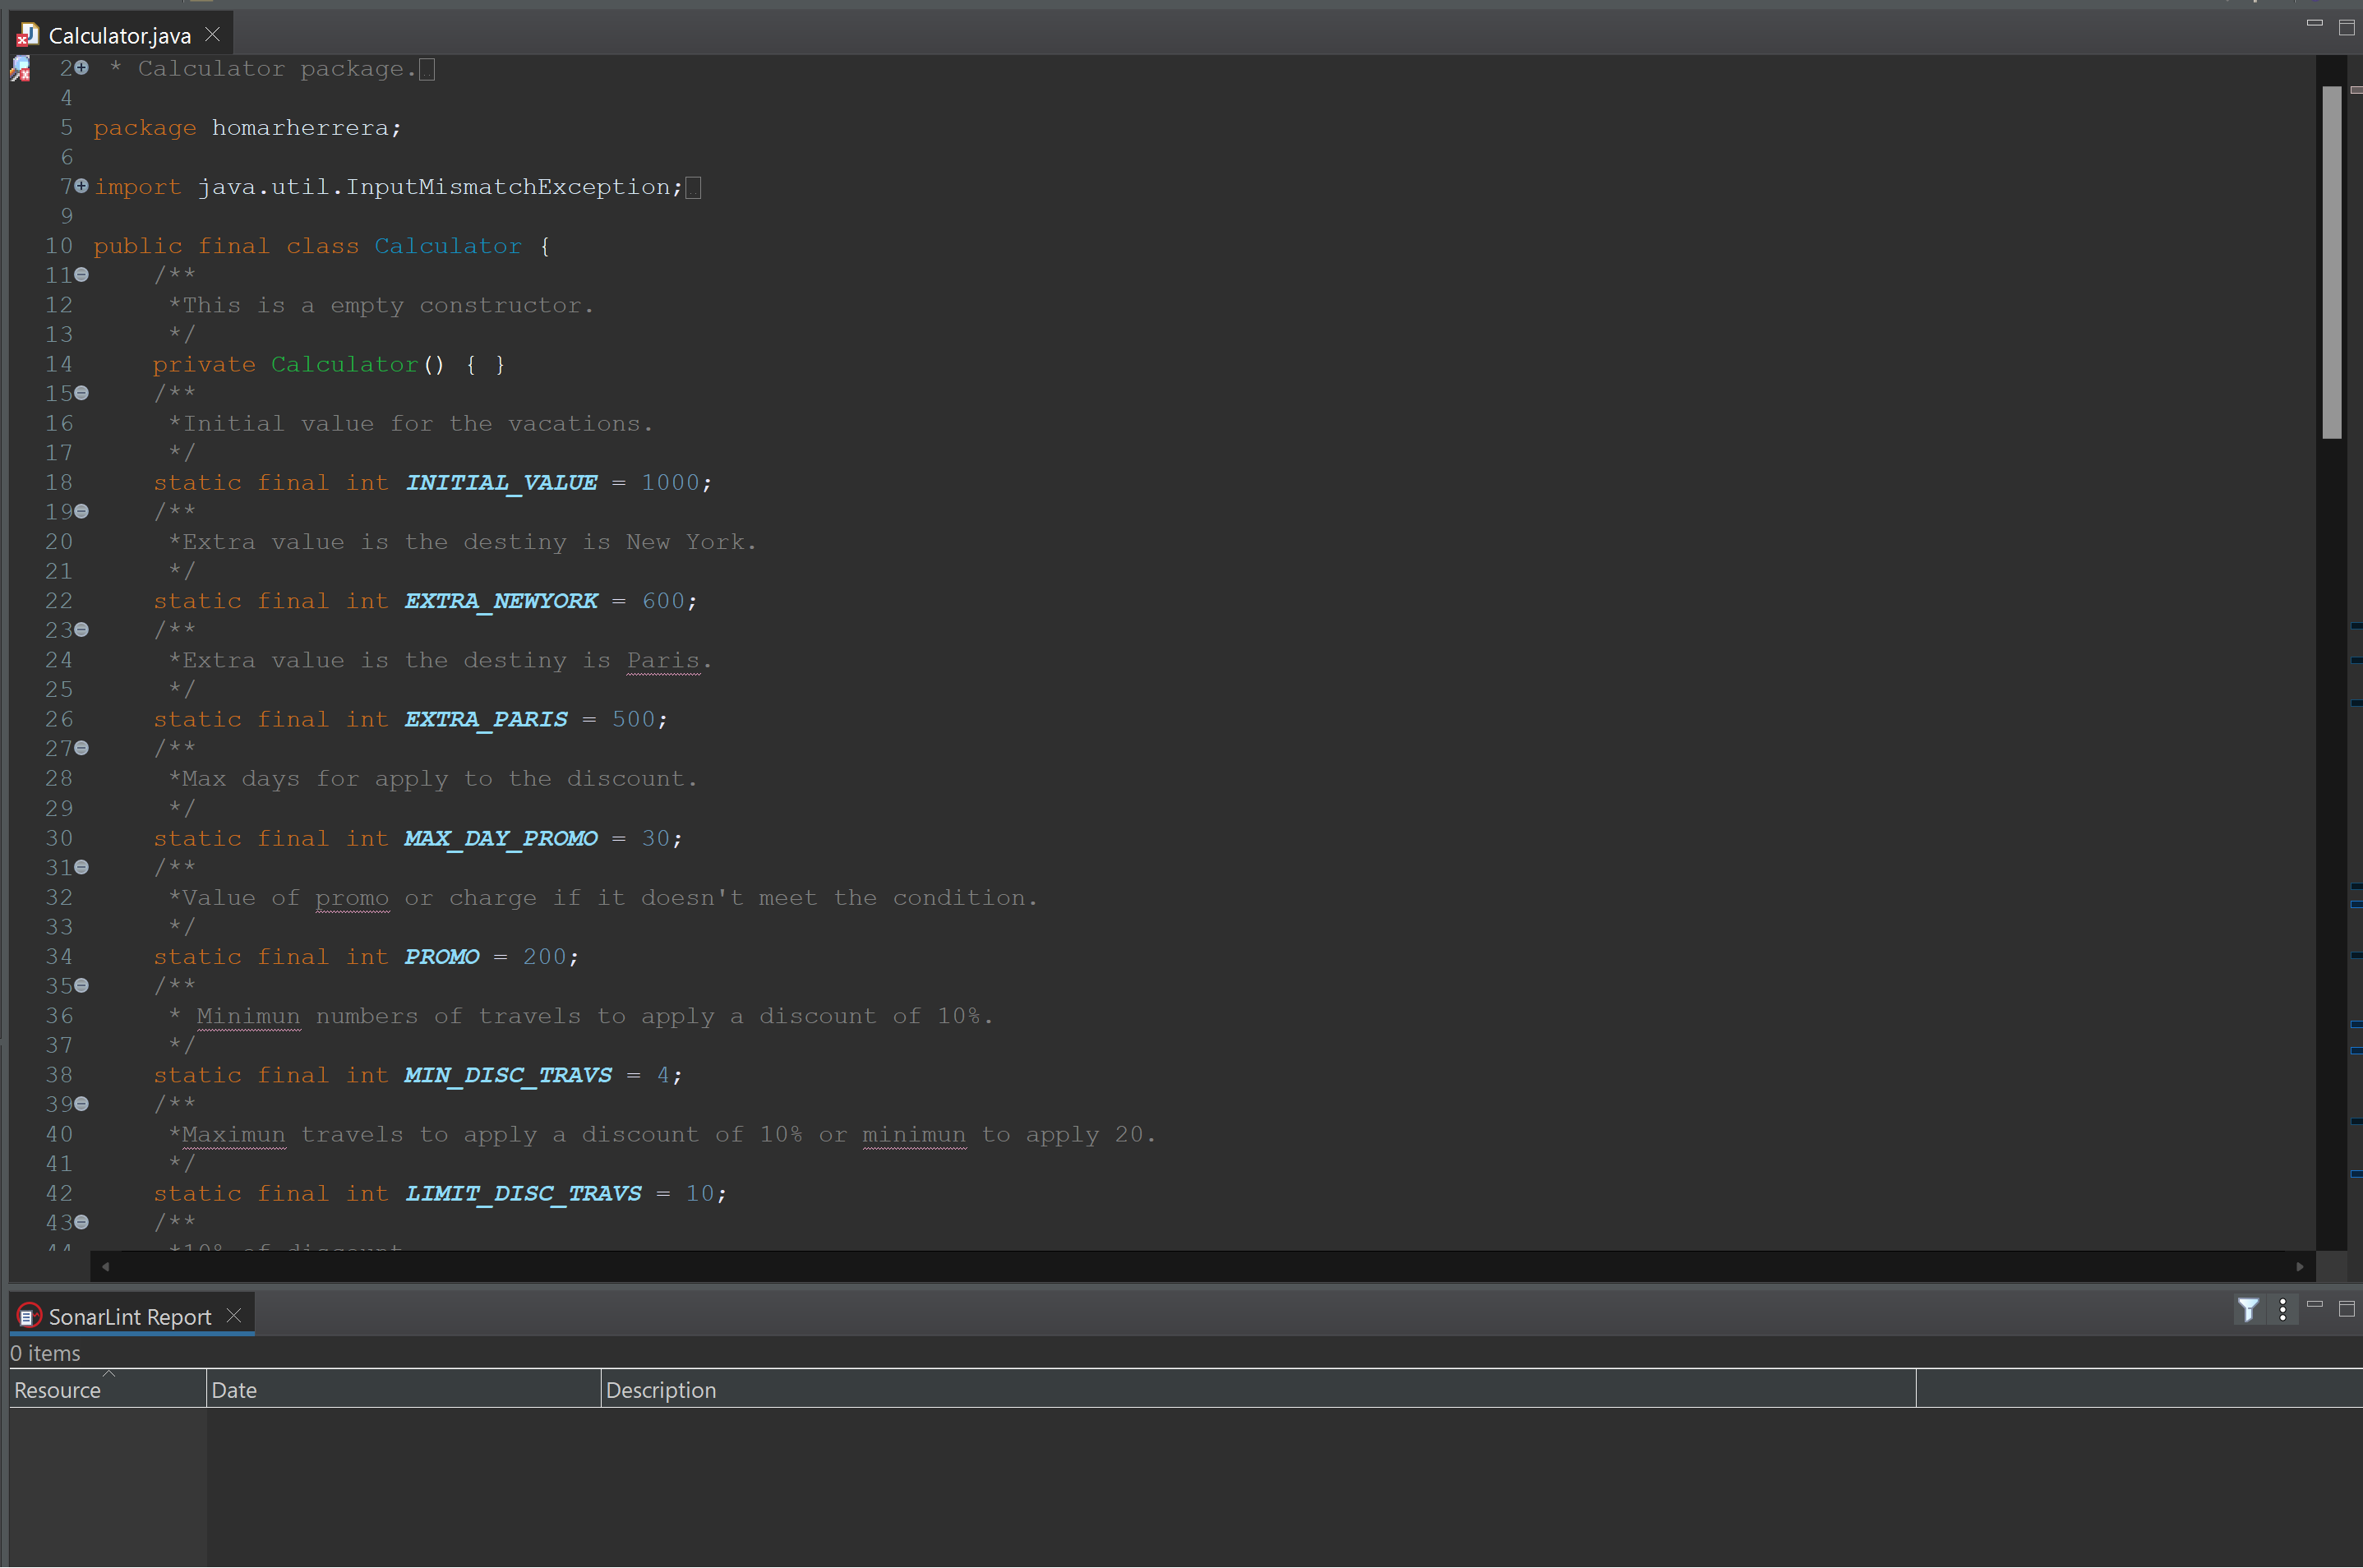 Calculator.java
2 * Calculator package.
4
5 package homarherrera;
6
7 import java.util.InputMismatchException;
9
10 public final class Calculator {
11 /**
12 *This is a empty constructor.
13 */
14 private Calculator() { }
15 /**
16 *Initial value for the vacations.
17 */
18 static final int INITIAL_VALUE = 1000;
19 /**
20 *Extra value is the destiny is New York.
21 */
22 static final int EXTRA_NEWYORK = 600;
23 /**
24 *Extra value is the destiny is Paris.
25 */
26 static final int EXTRA_PARIS = 500;
27 /**
28 *Max days for apply to the discount.
29 */
30 static final int MAX_DAY_PROMO = 30;
31 /**
32 *Value of promo or charge if it doesn't meet the condition.
33 */
34 static final int PROMO = 200;
35 /**
36 * Minimun numbers of travels to apply a discount of 10%.
37 */
38 static final int MIN_DISC_TRAVS = 4;
39 /**
40 *Maximun travels to apply a discount of 10% or minimun to apply 20.
41 */
42 static final int LIMIT_DISC_TRAVS = 10;
43 /**
44 *10% of discount
SonarLint Report
0 items
Resource Date Description